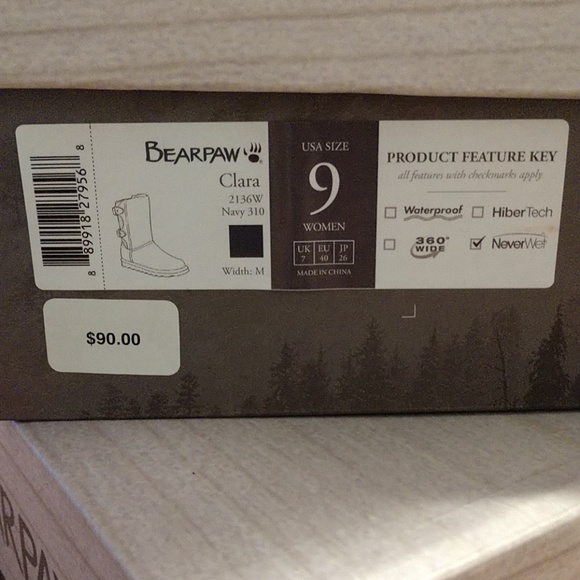 8 89918 27956 8
BEARPAW
Clara
2136W
Navy 310
Width: M
USA SIZE
9
WOMEN
UK EU JP
7 40 26
MADE IN CHINA
PRODUCT FEATURE KEY
all features with checkmarks apply
Waterproof HiberTech
360° WIDE NeverWet
$90.00